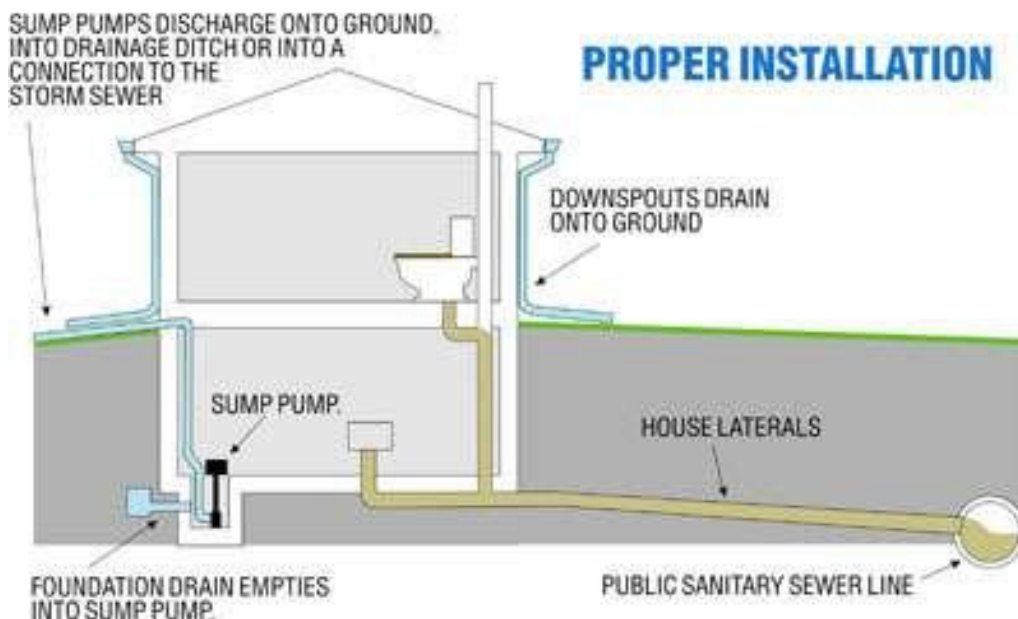 SUMP PUMPS DISCHARGE ONTO GROUND,
INTO DRAINAGE DITCH OR INTO A
CONNECTION TO THE
STORM SEWER
PROPER INSTALLATION
DOWNSPOUTS DRAIN
ONTO GROUND
SUMP PUMP.
HOUSE LATERALS
FOUNDATION DRAIN EMPTIES
INTO SUMP PUMP.
PUBLIC SANITARY SEWER LINE